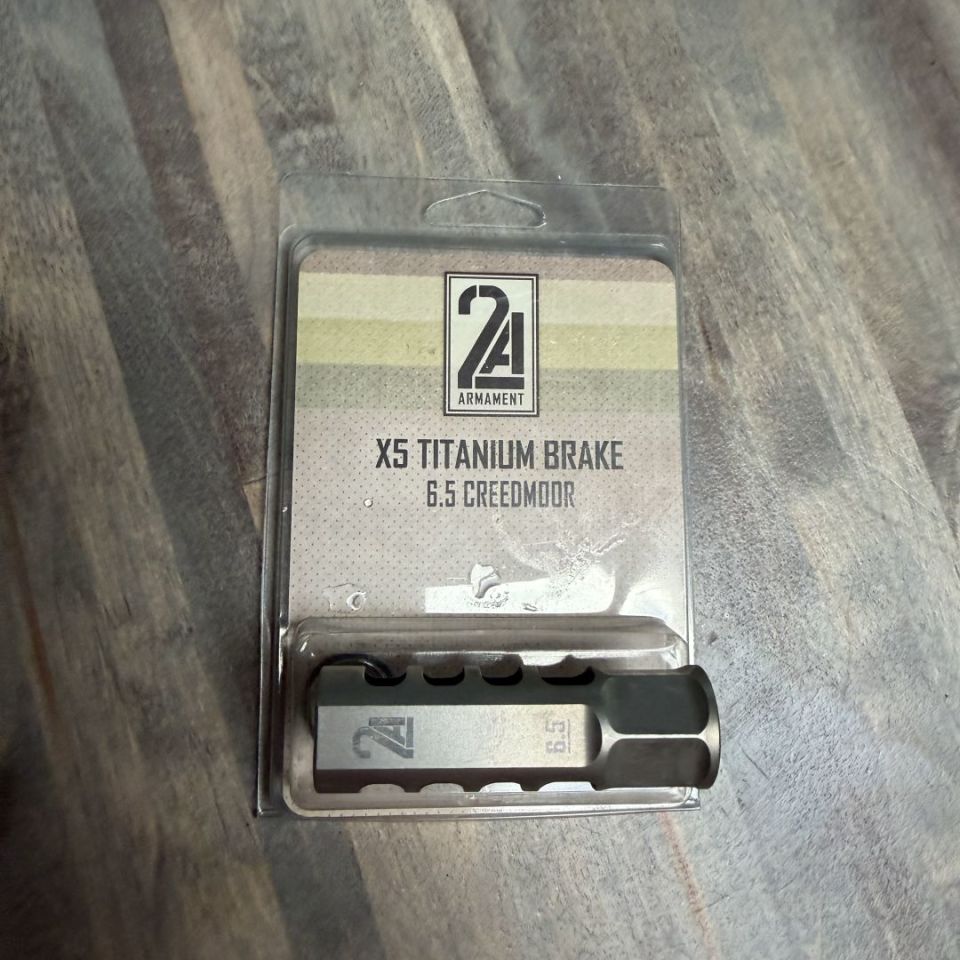 2A
ARMAMENT
X5 TITANIUM BRAKE
6.5 CREEDMOOR
2A
6.5